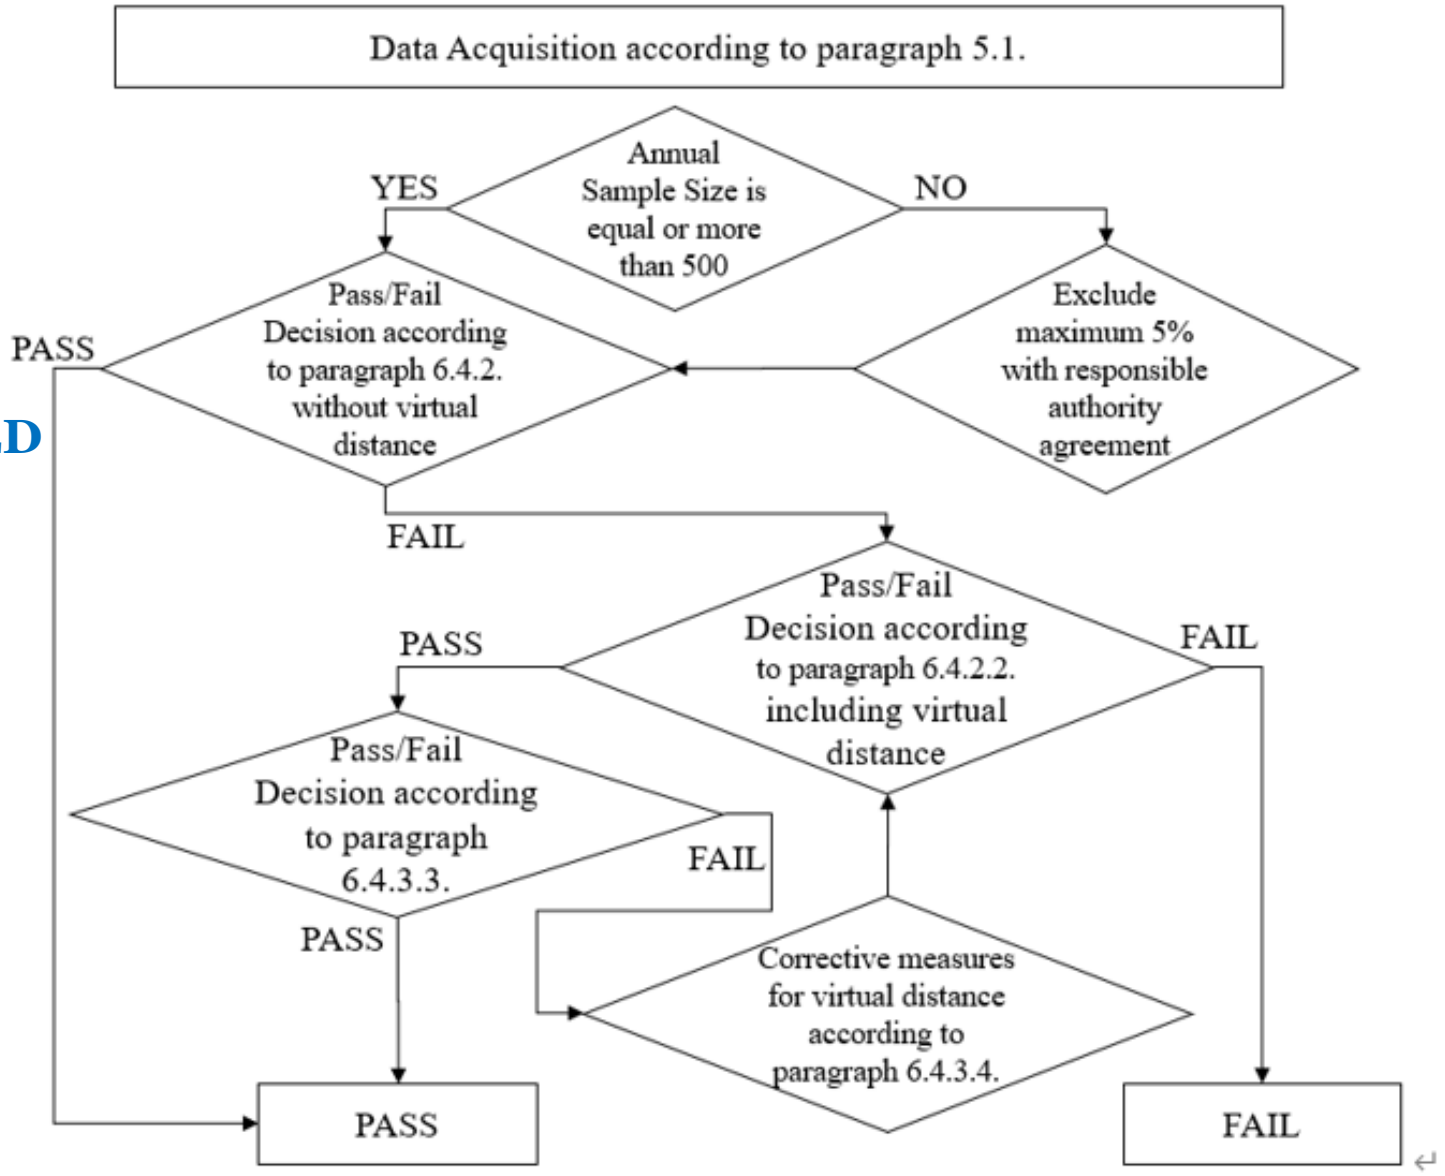 Data Acquisition according to paragraph 5.1.
Annual
Sample Size is
equal or more
than 500
YES
NO
Pass/Fail
Decision according
to paragraph 6.4.2.
without virtual
distance
Exclude
maximum 5%
with responsible
authority
agreement
PASS
D
FAIL
Pass/Fail
Decision according
to paragraph 6.4.2.2.
including virtual
distance
PASS
FAIL
Pass/Fail
Decision according
to paragraph
6.4.3.3.
FAIL
PASS
Corrective measures
for virtual distance
according to
paragraph 6.4.3.4.
PASS
FAIL